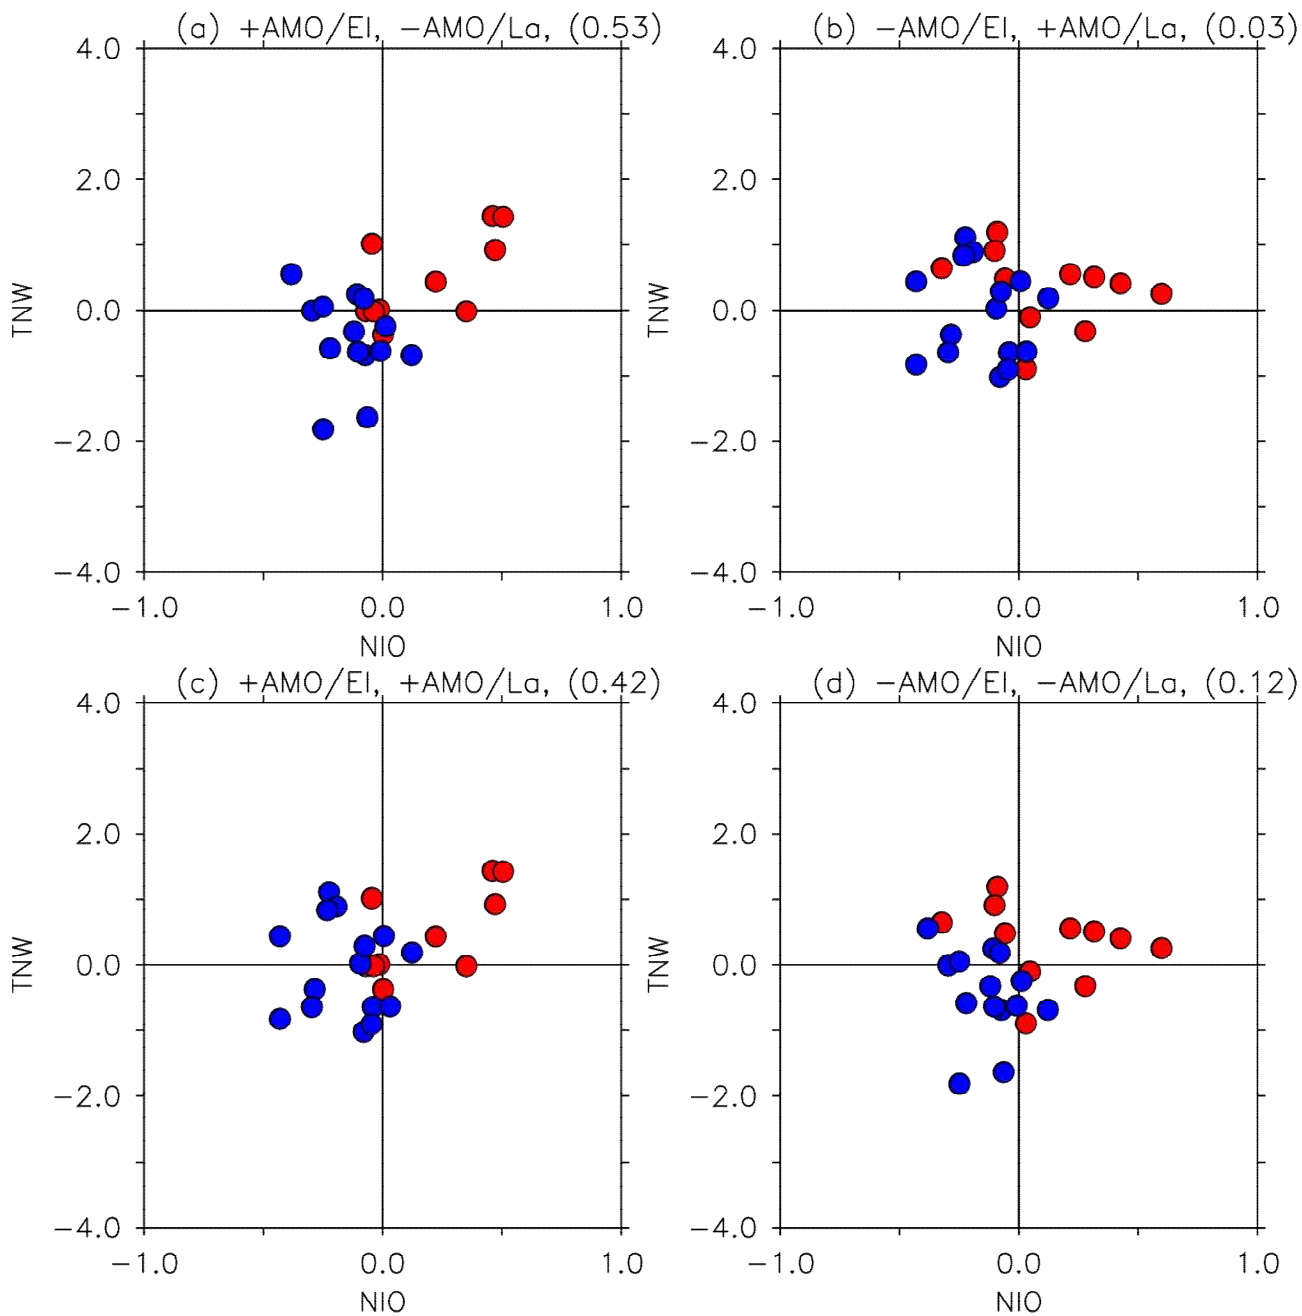 (a) +AMO/El, −AMO/La, (0.53)
4.0
2.0
0.0
−2.0
−4.0
TNW
−1.0 0.0 1.0
NIO
(b) −AMO/El, +AMO/La, (0.03)
4.0
2.0
0.0
−2.0
−4.0
TNW
−1.0 0.0 1.0
NIO
(c) +AMO/El, +AMO/La, (0.42)
4.0
2.0
0.0
−2.0
−4.0
TNW
−1.0 0.0 1.0
NIO
(d) −AMO/El, −AMO/La, (0.12)
4.0
2.0
0.0
−2.0
−4.0
TNW
−1.0 0.0 1.0
NIO